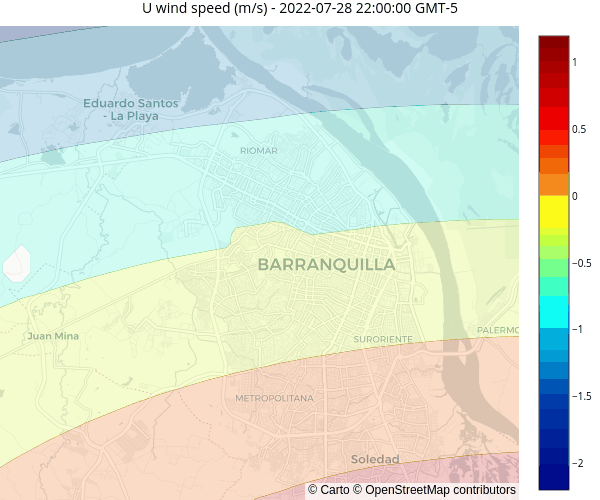 U wind speed (m/s) - 2022-07-28 22:00:00 GMT-5
Eduardo Santos
- La Playa
RIOMAR
BARRANQUILLA
Juan Mina
SURORIENTE
PALERMO
METROPOLITANA
Soledad
© Carto © OpenStreetMap contributors
1
0.5
0
−0.5
−1
−1.5
−2